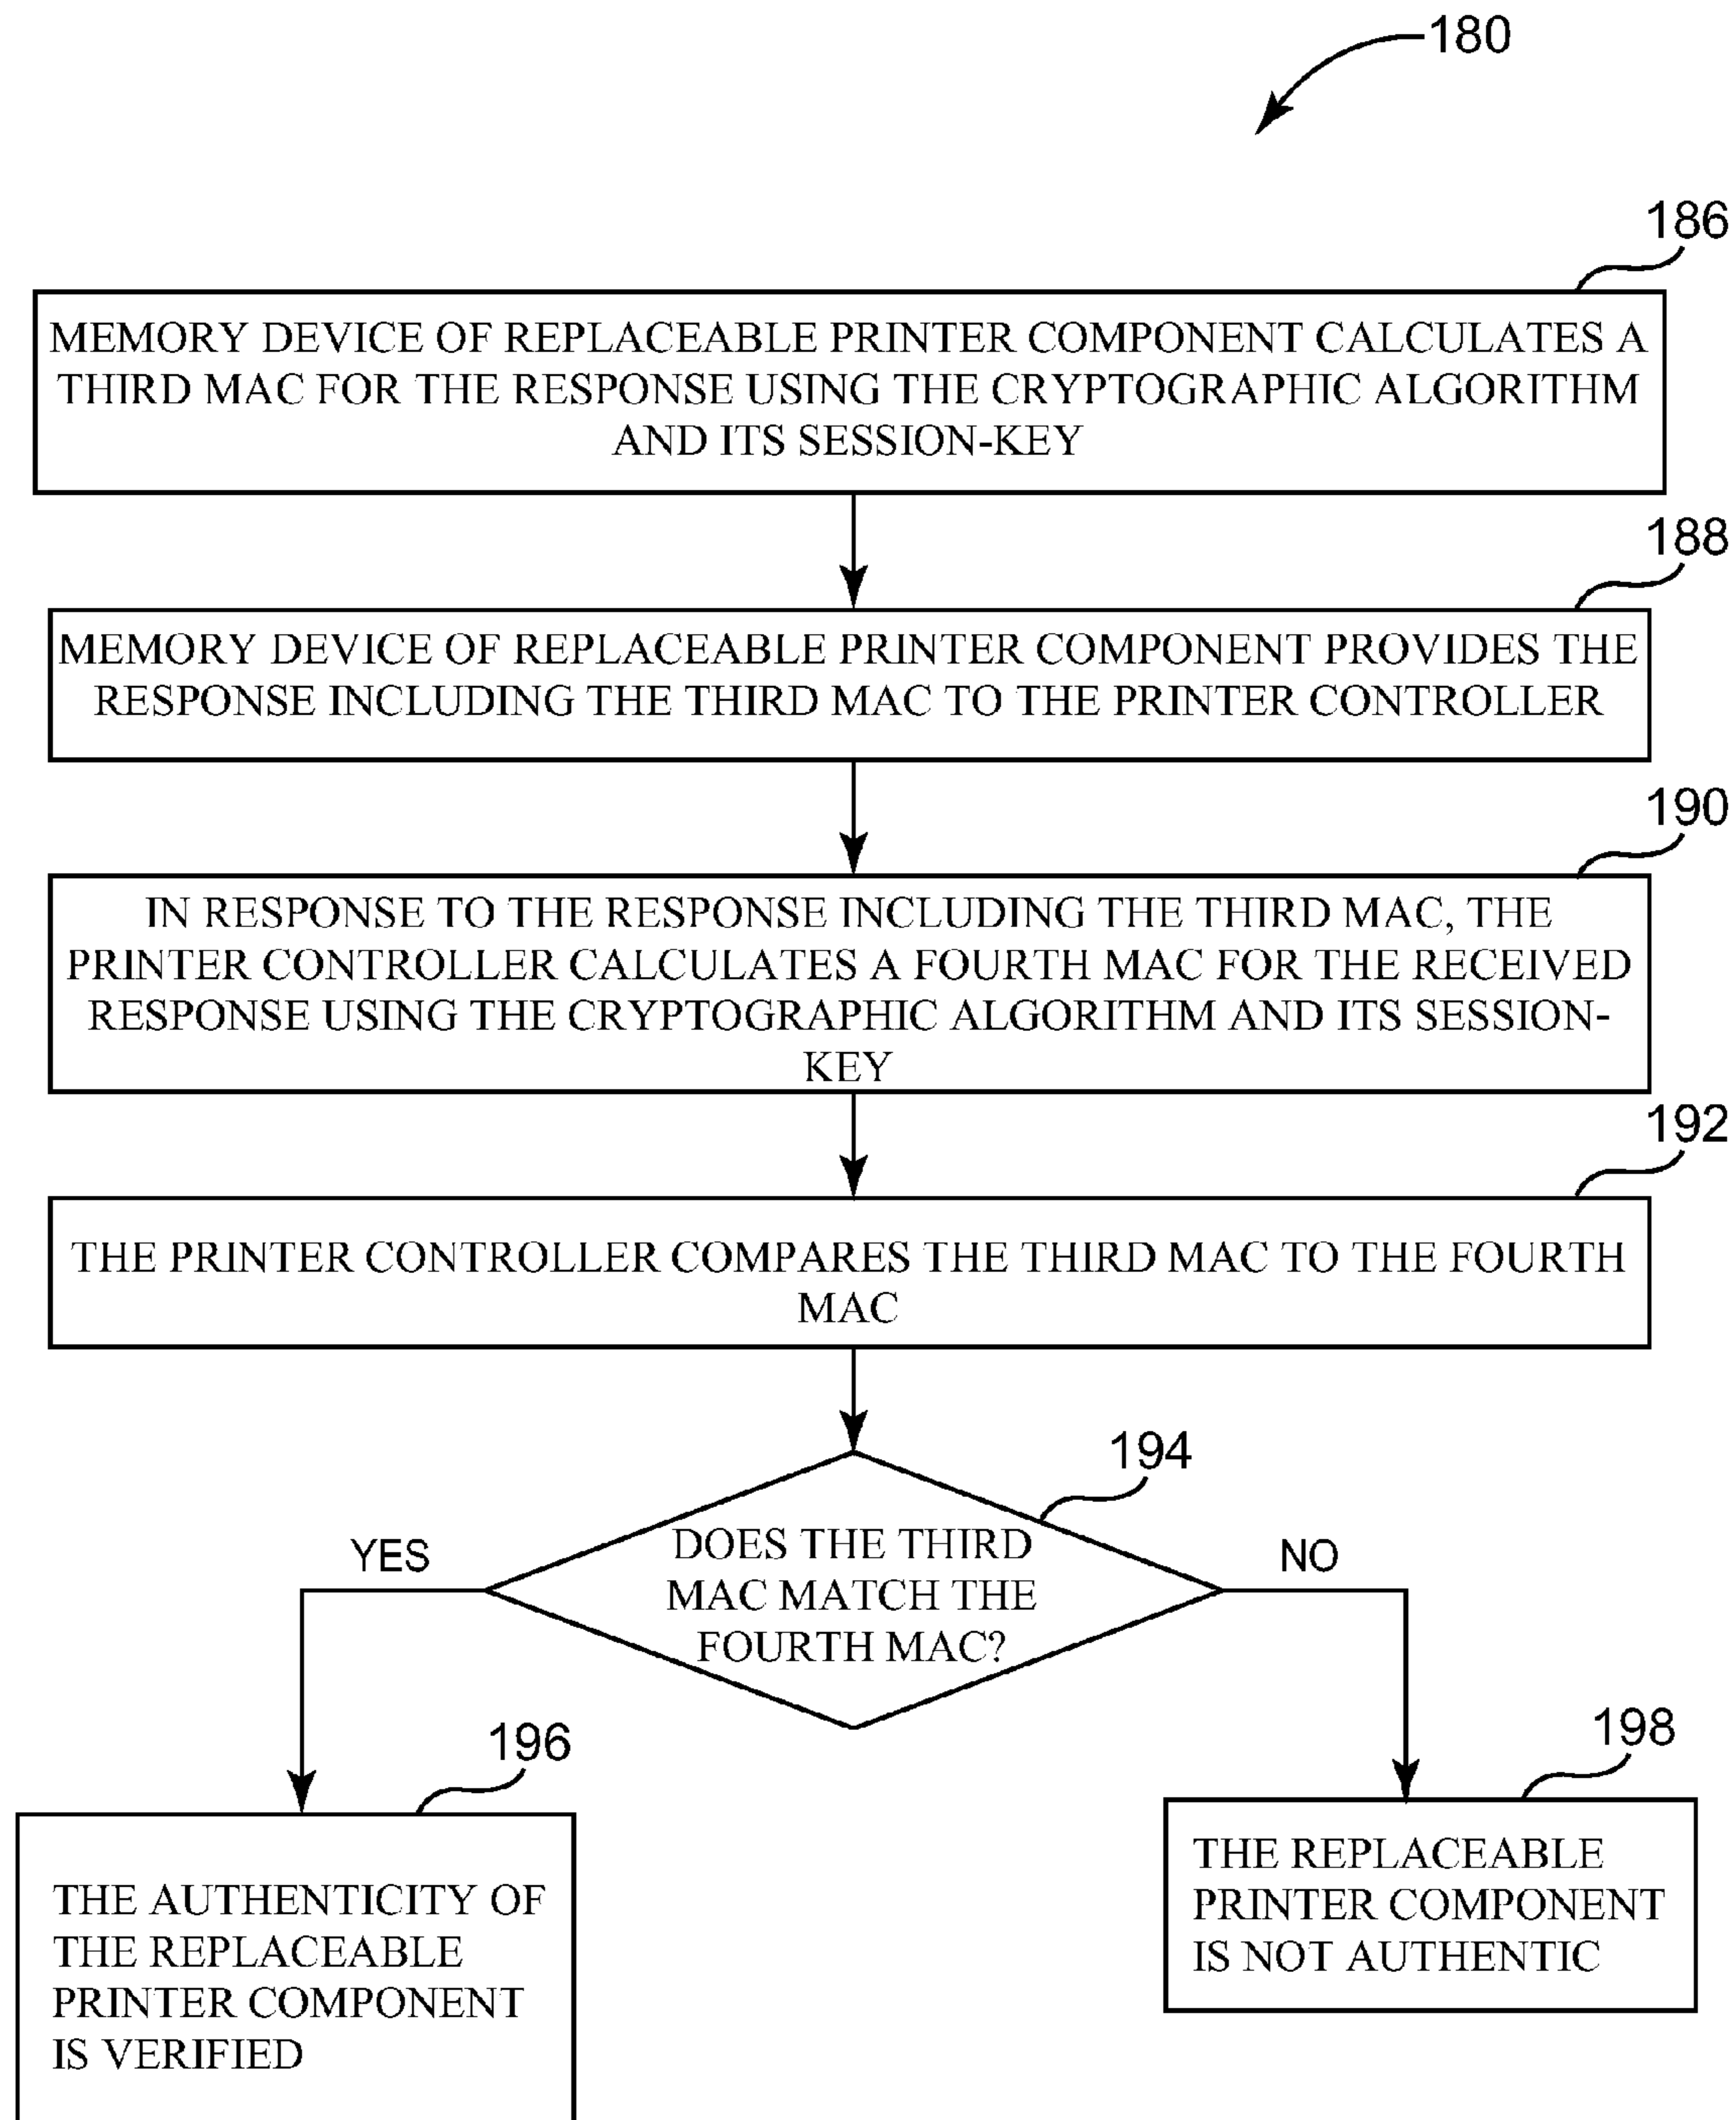 180
186
MEMORY DEVICE OF REPLACEABLE PRINTER COMPONENT CALCULATES A
THIRD MAC FOR THE RESPONSE USING THE CRYPTOGRAPHIC ALGORITHM
AND ITS SESSION-KEY
188
MEMORY DEVICE OF REPLACEABLE PRINTER COMPONENT PROVIDES THE
RESPONSE INCLUDING THE THIRD MAC TO THE PRINTER CONTROLLER
190
IN RESPONSE TO THE RESPONSE INCLUDING THE THIRD MAC, THE
PRINTER CONTROLLER CALCULATES A FOURTH MAC FOR THE RECEIVED
RESPONSE USING THE CRYPTOGRAPHIC ALGORITHM AND ITS SESSION-
KEY
192
THE PRINTER CONTROLLER COMPARES THE THIRD MAC TO THE FOURTH
MAC
194
DOES THE THIRD
MAC MATCH THE
FOURTH MAC?
YES
NO
196
THE AUTHENTICITY OF
THE REPLACEABLE
PRINTER COMPONENT
IS VERIFIED
198
THE REPLACEABLE
PRINTER COMPONENT
IS NOT AUTHENTIC